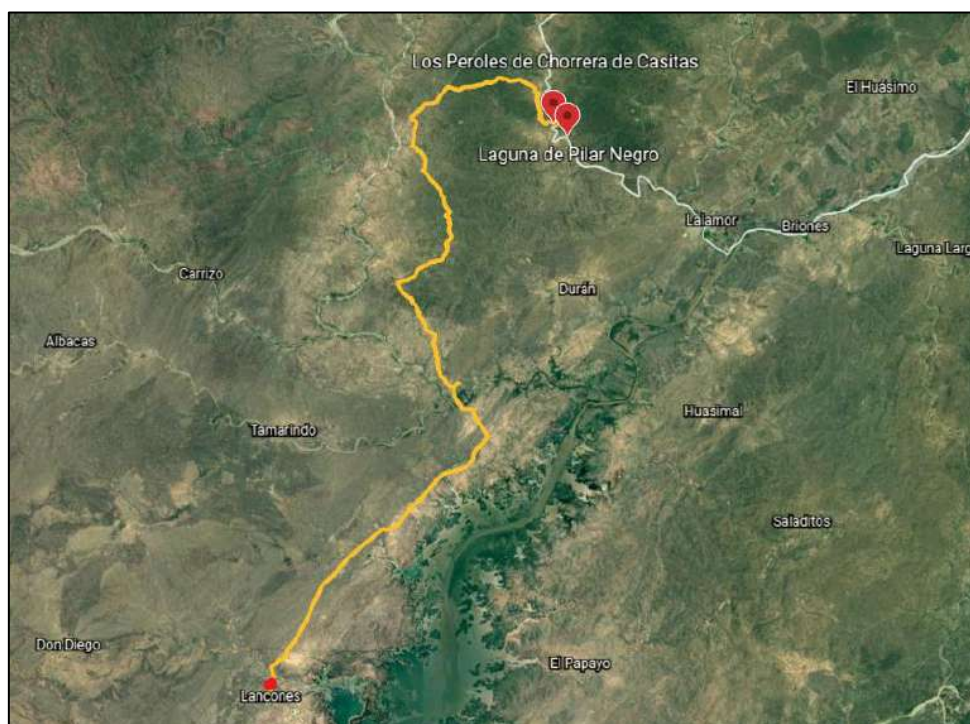 Los Peroles de Chorrera de Casitas
El Huásimo
Laguna de Pilar Negro
Lalamor
Briones
Laguna Larg
Carrizo
Durán
Albacas
Huasimal
Tamarindo
Saladitos
Don Diego
El Papayo
Lancones